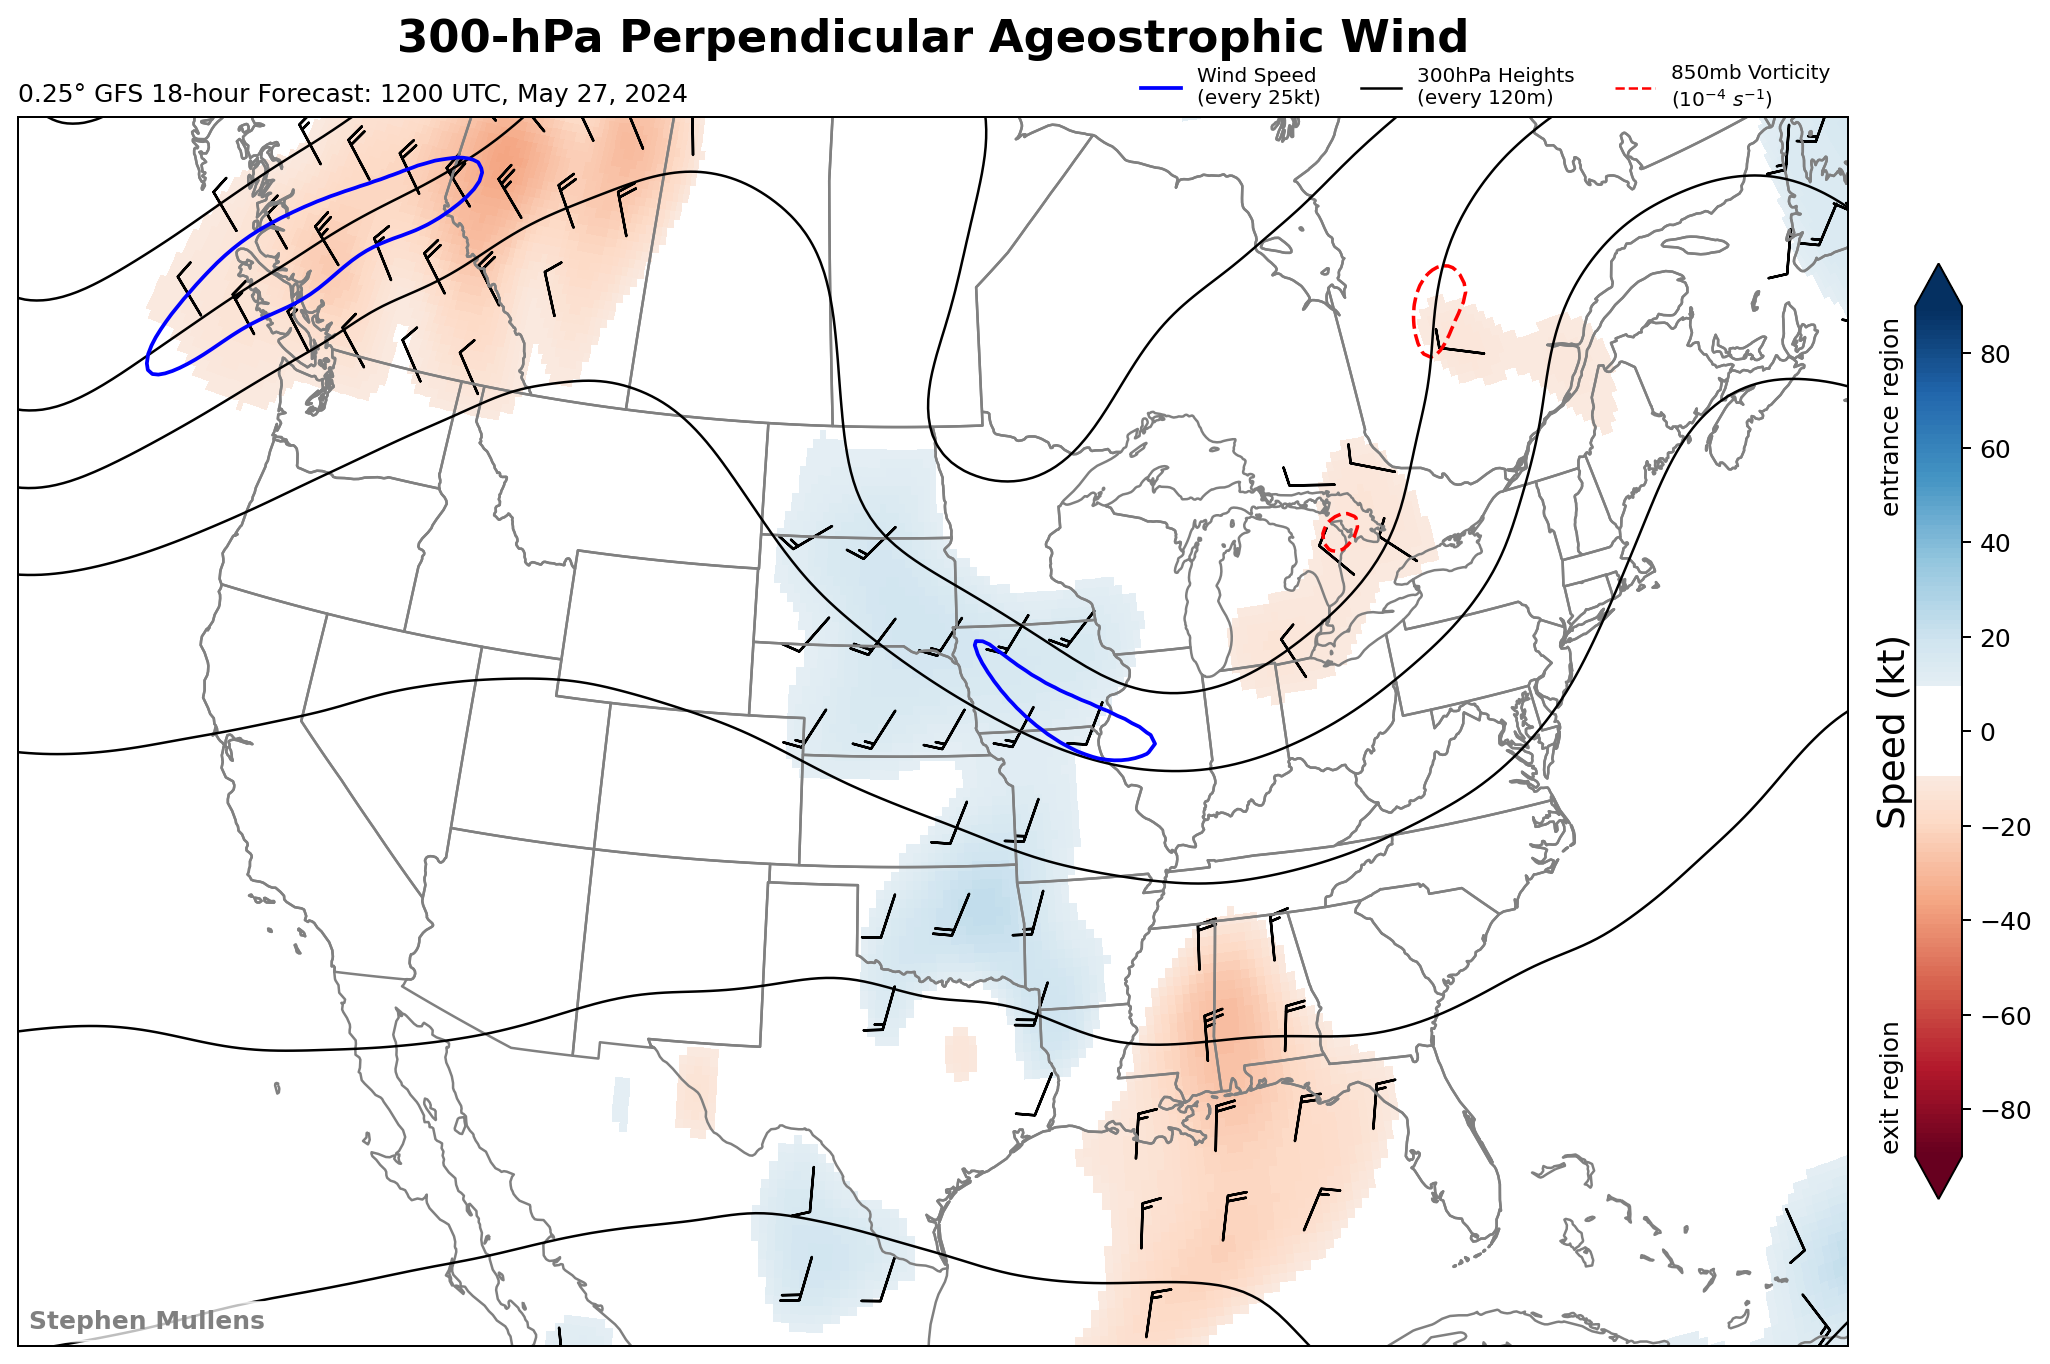 300-hPa Perpendicular Ageostrophic Wind
0.25° GFS 18-hour Forecast: 1200 UTC, May 27, 2024
Wind Speed
(every 25kt)
300hPa Heights
(every 120m)
850mb Vorticity
(10⁻⁴ s⁻¹)
entrance region
Speed (kt)
exit region
80
60
40
20
0
−20
−40
−60
−80
Stephen Mullens